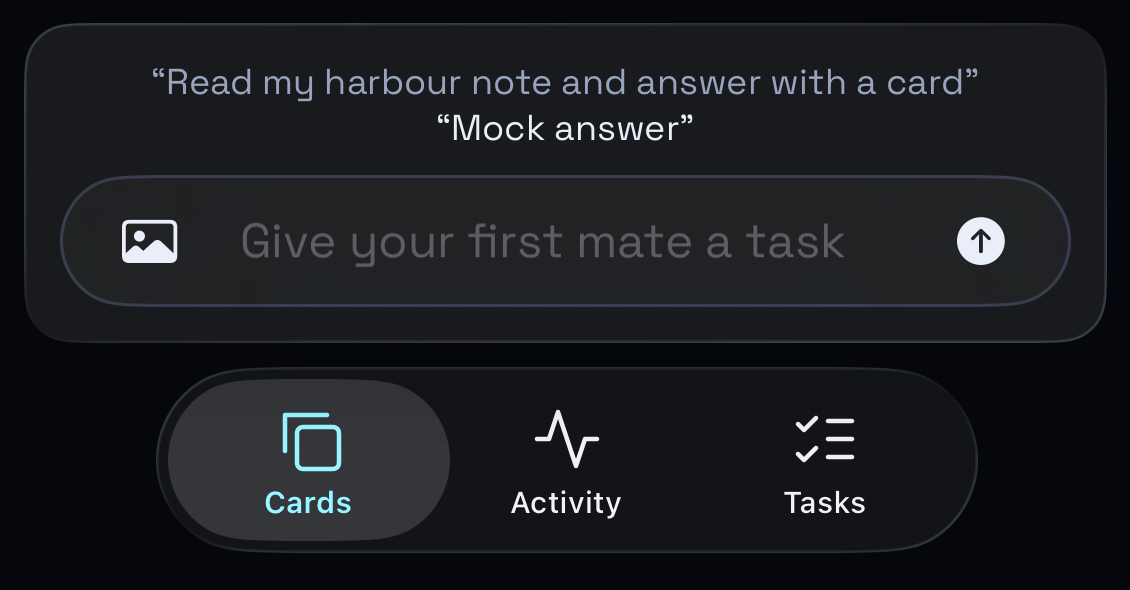 “Read my harbour note and answer with a card”
“Mock answer”
Give your first mate a task
Cards
Activity
Tasks